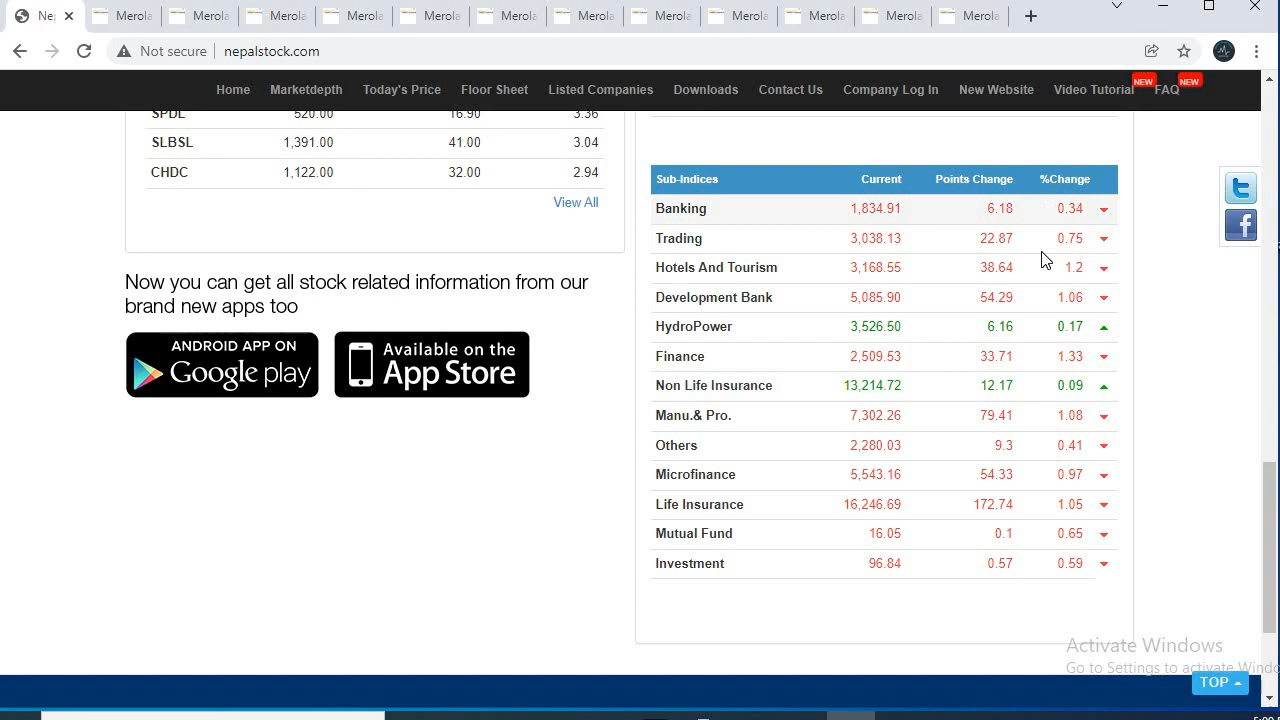 Ne
Merola
Merola
Merola
Merola
Merola
Merola
Merola
Merola
Merola
Merola
Merola
Merola
Not secure
nepalstock.com
Home
Marketdepth
Today's Price
Floor Sheet
Listed Companies
Downloads
Contact Us
Company Log In
New Website
Video Tutorial
NEW
FAQ
NEW
SPDL 520.00 16.90 3.36
SLBSL 1,391.00 41.00 3.04
CHDC 1,122.00 32.00 2.94
View All
Now you can get all stock related information from our
brand new apps too
ANDROID APP ON
Google play
Available on the
App Store
Sub-Indices Current Points Change %Change
Banking 1,834.91 6.18 0.34
Trading 3,038.13 22.87 0.75
Hotels And Tourism 3,168.55 38.64 1.2
Development Bank 5,085.90 54.29 1.06
HydroPower 3,526.50 6.16 0.17
Finance 2,509.53 33.71 1.33
Non Life Insurance 13,214.72 12.17 0.09
Manu.& Pro. 7,302.26 79.41 1.08
Others 2,280.03 9.3 0.41
Microfinance 5,543.16 54.33 0.97
Life Insurance 16,246.69 172.74 1.05
Mutual Fund 16.05 0.1 0.65
Investment 96.84 0.57 0.59
Activate Windows
Go to Settings to activate Windo
TOP